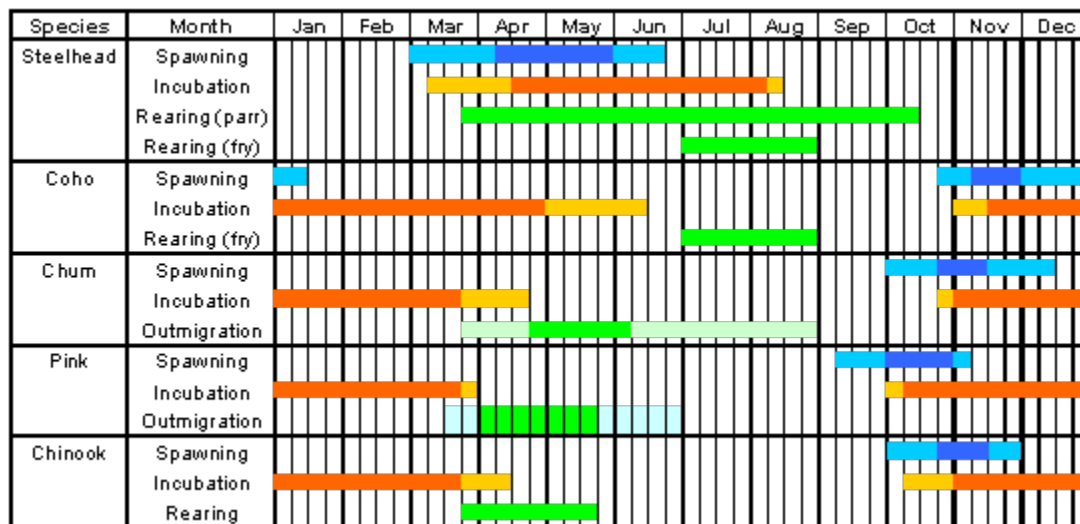 Species Month Jan Feb Mar Apr May Jun Jul Aug Sep Oct Nov Dec
Steelhead Spawning
Incubation
Rearing (parr)
Rearing (fry)
Coho Spawning
Incubation
Rearing (fry)
Chum Spawning
Incubation
Outmigration
Pink Spawning
Incubation
Outmigration
Chinook Spawning
Incubation
Rearing